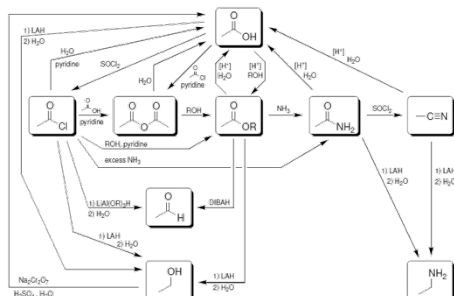 1) LAH
2) H₂O
O
OH
H₂O
pyridine
SOCl₂
H₂O
O
Cl
pyridine
[H⁺]
H₂O
[H⁺]
ROH
[H⁺]
H₂O
[H⁺]
H₂O
O
Cl
O
OH
pyridine
O O
O
ROH
O
OR
NH₃
O
NH₂
SOCl₂
—C≡N
ROH, pyridine
excess NH₃
1) LiAl(OR)₃H
2) H₂O
O
H
DIBAH
1) LAH
2) H₂O
1) LAH
2) H₂O
1) LAH
2) H₂O
OH
1) LAH
2) H₂O
NH₂
Na₂Cr₂O₇
H₂SO₄, H₂O